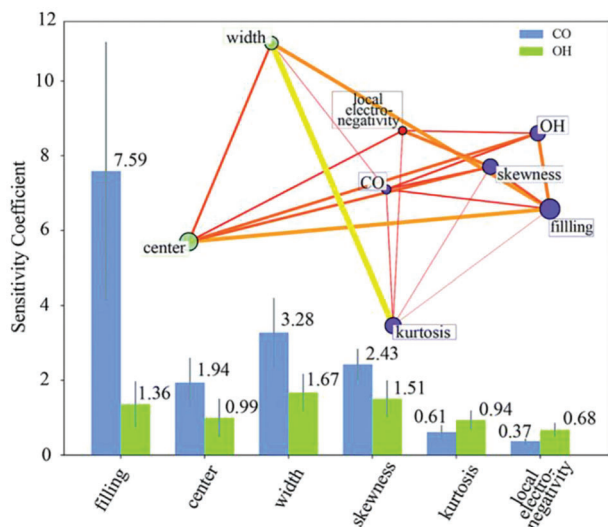 12
10
8
6
4
2
0
Sensitivity Coefficient
CO
OH
width
local
electro-
negativity
OH
CO
skewness
fillling
center
kurtosis
7.59
1.36
1.94
0.99
3.28
1.67
2.43
1.51
0.61
0.94
0.37
0.68
filling
center
width
skewness
kurtosis
local
electro-
negativity